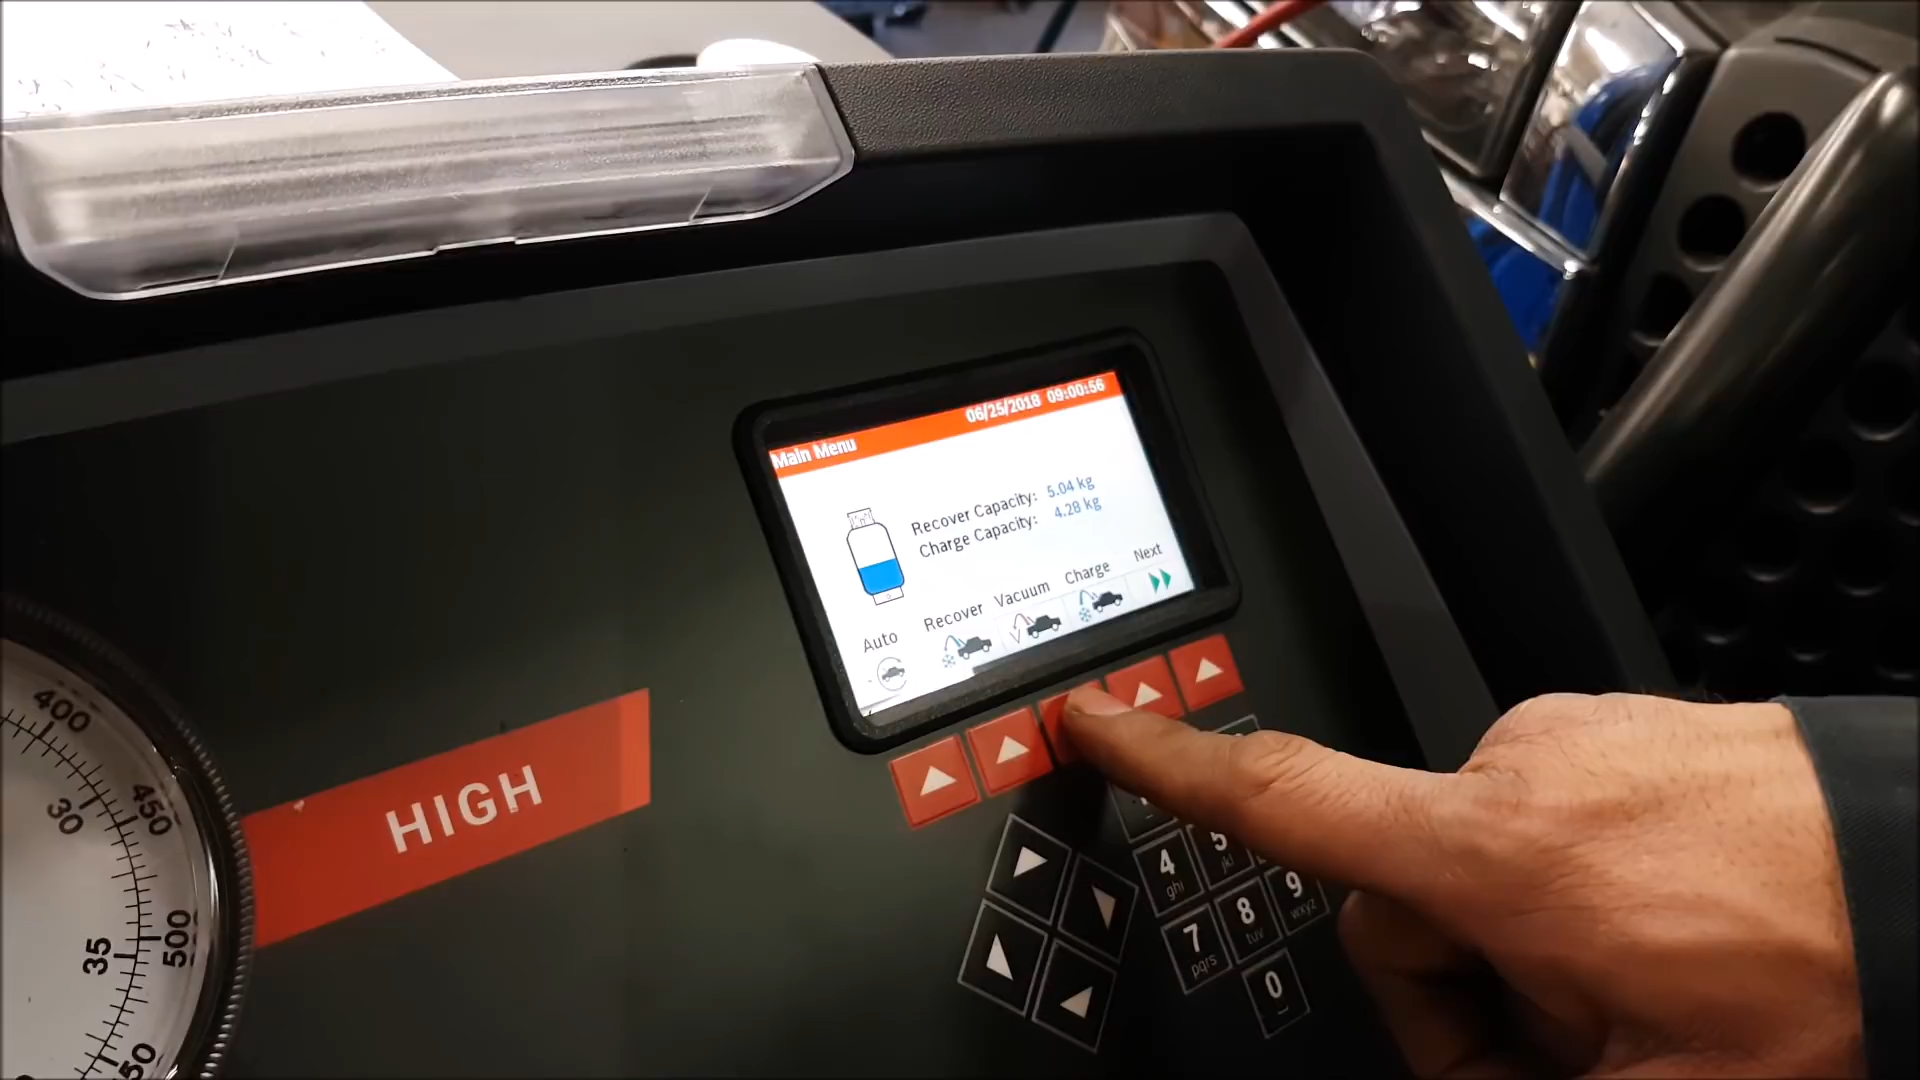 Main Menu 06/25/2018 09:00:56
Recover Capacity: 5.04 kg
Charge Capacity: 4.28 kg
Auto Recover Vacuum Charge Next
HIGH
400
30
450
35
500
4 ghi
5 jkl
7 pqrs
8 tuv
9 wxyz
0